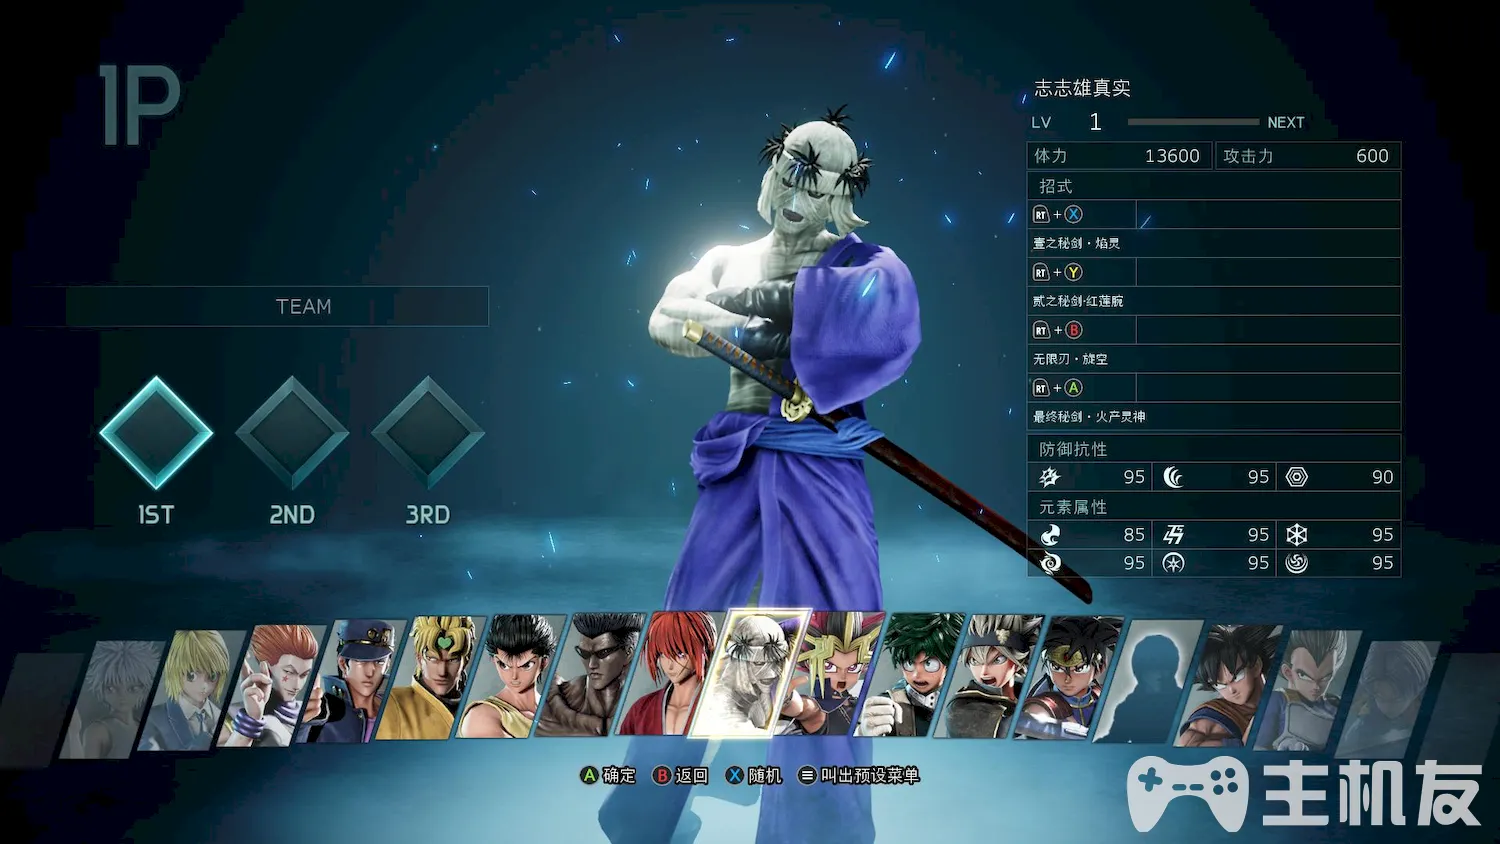 1P
志志雄真实
LV 1 NEXT
体力 13600 攻击力 600
招式
RT + X
壹之秘剑・焰灵
RT + Y
贰之秘剑·红莲腕
RT + B
无限刃・旋空
RT + A
最终秘剑・火产灵神
防御抗性
95 95 90
元素属性
85 95 95
95 95 95
TEAM
1ST 2ND 3RD
A 确定 B 返回 X 随机 叫出预设菜单
主机友